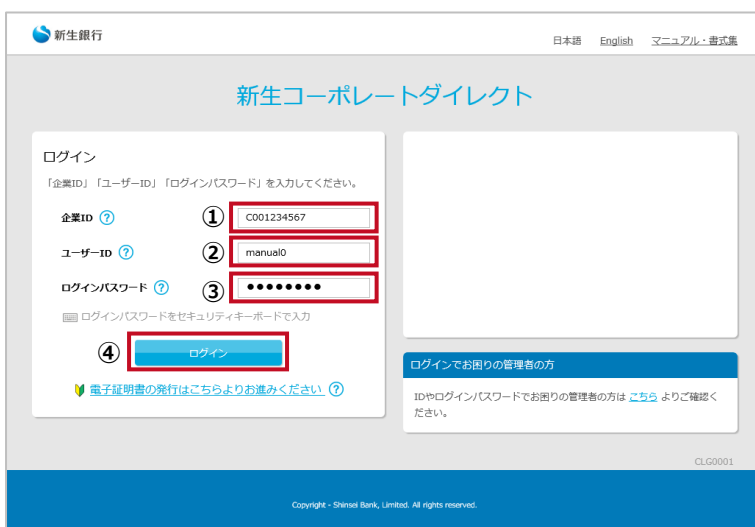 新生銀行
日本語 English マニュアル・書式集
新生コーポレートダイレクト
ログイン
「企業ID」「ユーザーID」「ログインパスワード」を入力してください。
企業ID ? ① C001234567
ユーザーID ? ② manual0
ログインパスワード ? ③ ●●●●●●●●
ログインパスワードをセキュリティキーボードで入力
④ ログイン
電子証明書の発行はこちらよりお進みください ?
ログインでお困りの管理者の方
IDやログインパスワードでお困りの管理者の方は こちら よりご確認く
ださい。
CLG0001
Copyright - Shinsei Bank, Limited. All rights reserved.